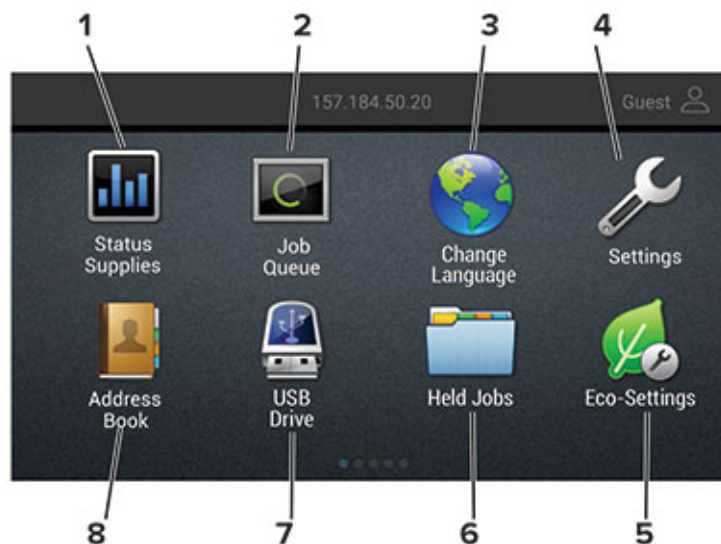 1 2 3 4
157.184.50.20 Guest
Status
Supplies
Job
Queue
Change
Language
Settings
Address
Book
USB
Drive
Held Jobs
Eco-Settings
8 7 6 5